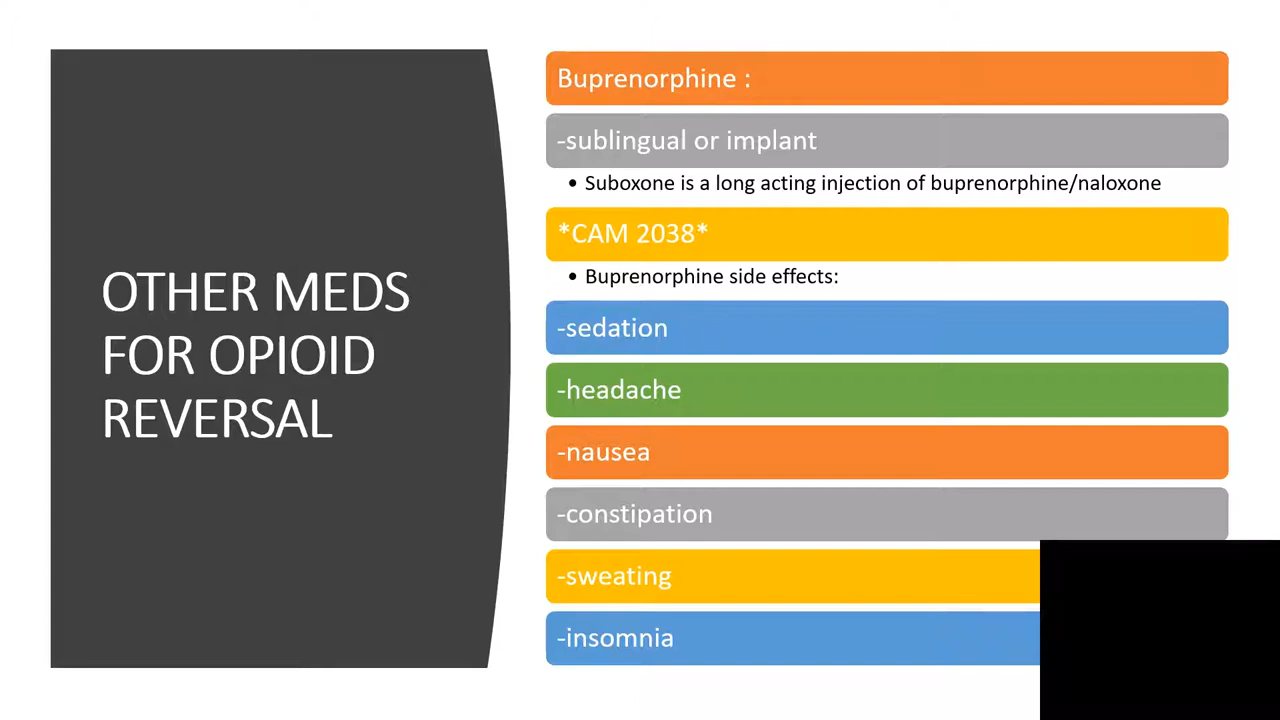 OTHER MEDS
FOR OPIOID
REVERSAL
Buprenorphine :
-sublingual or implant
• Suboxone is a long acting injection of buprenorphine/naloxone
*CAM 2038*
• Buprenorphine side effects:
-sedation
-headache
-nausea
-constipation
-sweating
-insomnia